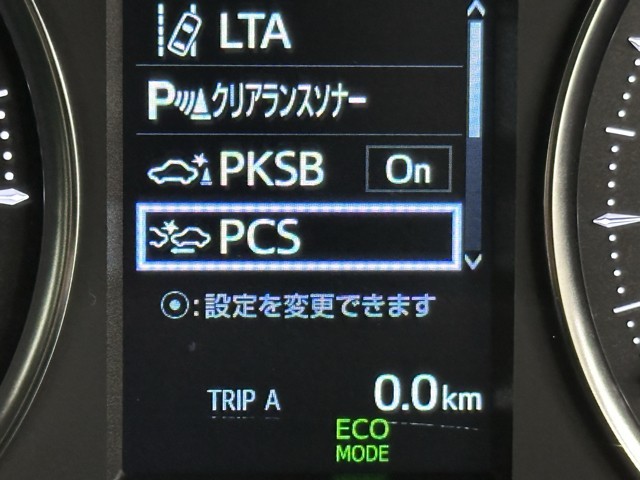 LTA
P クリアランスソナー
PKSB On
PCS
:設定を変更できます
TRIP A 0.0km
ECO
MODE